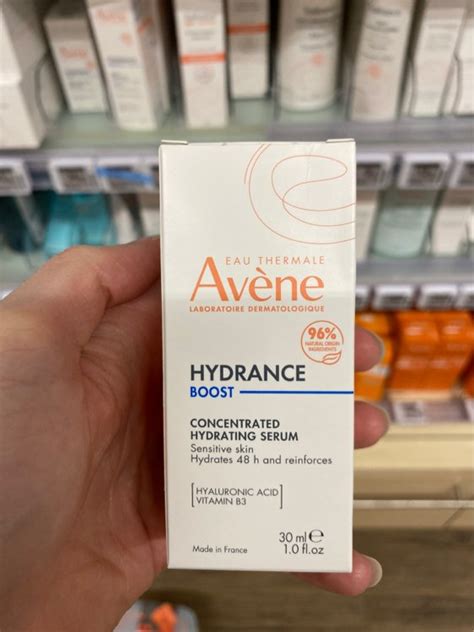 Avène
EAU THERMALE
Avène
LABORATOIRE DERMATOLOGIQUE
96%
NATURAL ORIGIN
INGREDIENTS
HYDRANCE
BOOST
CONCENTRATED
HYDRATING SERUM
Sensitive skin
Hydrates 48 h and reinforces
HYALURONIC ACID
VITAMIN B3
30 ml e
1.0 fl.oz
Made in France